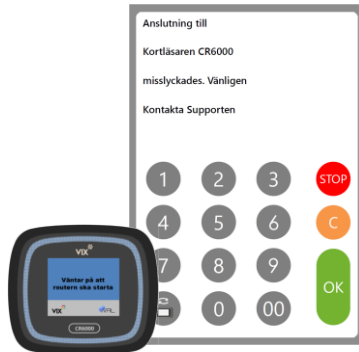 Anslutning till
Kortläsaren CR6000
misslyckades. Vänligen
Kontakta Supporten
1 2 3 STOP
4 5 6 C
7 8 9
0 00 OK
vix
Väntar på att
routern ska starta
vix
CR6000